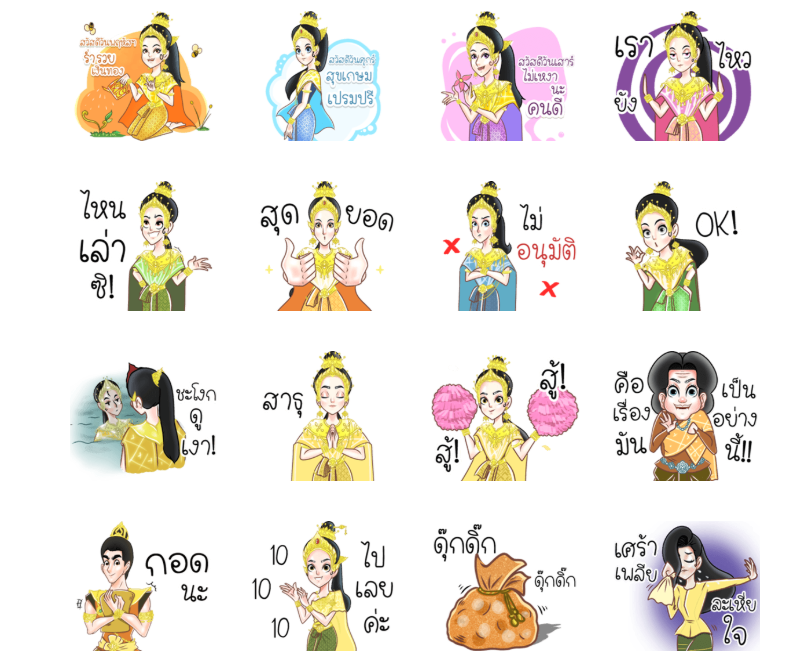 สวัสดีวันพฤหัสฯ
ร่ำรวย
เงินทอง
สวัสดีวันศุกร์
สุขเกษม
เปรมปรี
สวัสดีวันเสาร์
ไม่เหงา
นะ
คนดี
เรา
ยัง
ไหว
ไหน
เล่า
ซิ!
สุด
ยอด
ไม่
อนุมัติ
OK!
ชะโงก
ดู
เงา!
สาธุ
สู้!
สู้!
คือ
เรื่อง
มัน
เป็น
อย่าง
นี้!!
กอด
นะ
10
10
10
ไป
เลย
ค่ะ
ดุ๊กดิ๊ก
ดุ๊กดิ๊ก
เศร้า
เพลีย
ละเหี่ย
ใจ